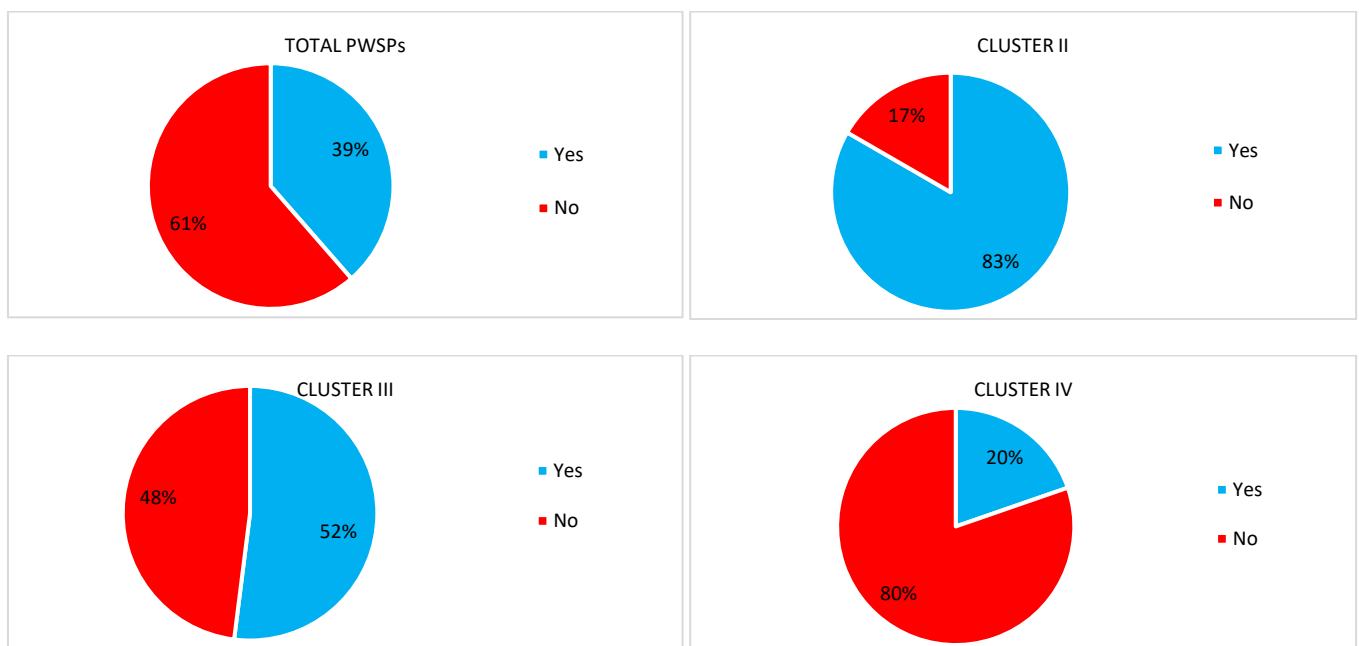 TOTAL PWSPs
39%
61%
Yes
No
CLUSTER II
17%
83%
Yes
No
CLUSTER III
48%
52%
Yes
No
CLUSTER IV
20%
80%
Yes
No